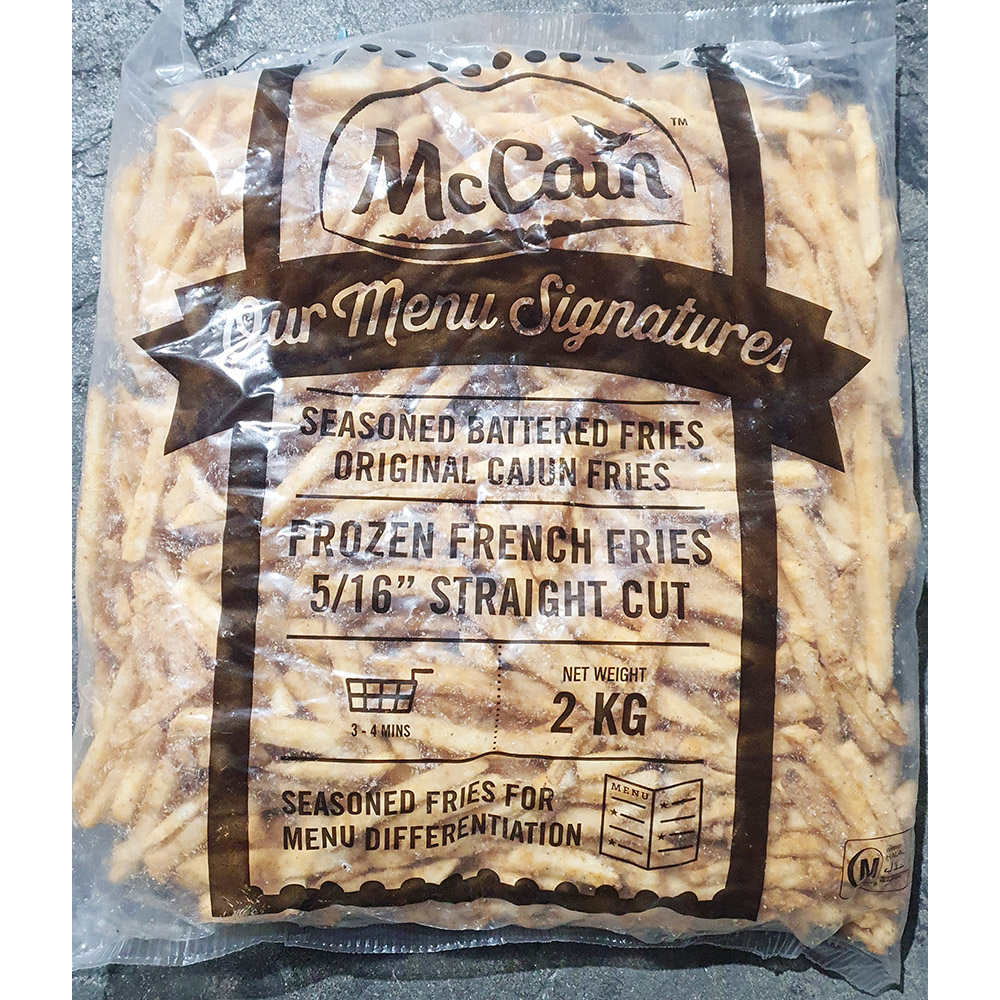 McCain™
Our Menu Signatures
SEASONED BATTERED FRIES
ORIGINAL CAJUN FRIES
FROZEN FRENCH FRIES
5/16” STRAIGHT CUT
3 - 4 MINS
NET WEIGHT
2 KG
SEASONED FRIES FOR
MENU DIFFERENTIATION
MENU
M